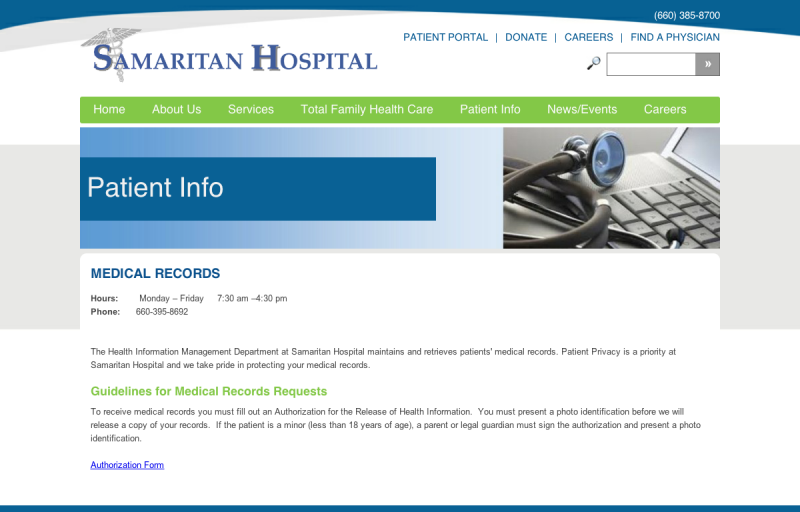 (660) 385-8700
PATIENT PORTAL | DONATE | CAREERS | FIND A PHYSICIAN
SAMARITAN HOSPITAL
»
Home About Us Services Total Family Health Care Patient Info News/Events Careers
Patient Info
MEDICAL RECORDS
Hours: Monday – Friday 7:30 am –4:30 pm
Phone: 660-395-8692
The Health Information Management Department at Samaritan Hospital maintains and retrieves patients' medical records. Patient Privacy is a priority at
Samaritan Hospital and we take pride in protecting your medical records.
Guidelines for Medical Records Requests
To receive medical records you must fill out an Authorization for the Release of Health Information. You must present a photo identification before we will
release a copy of your records. If the patient is a minor (less than 18 years of age), a parent or legal guardian must sign the authorization and present a photo
identification.
Authorization Form